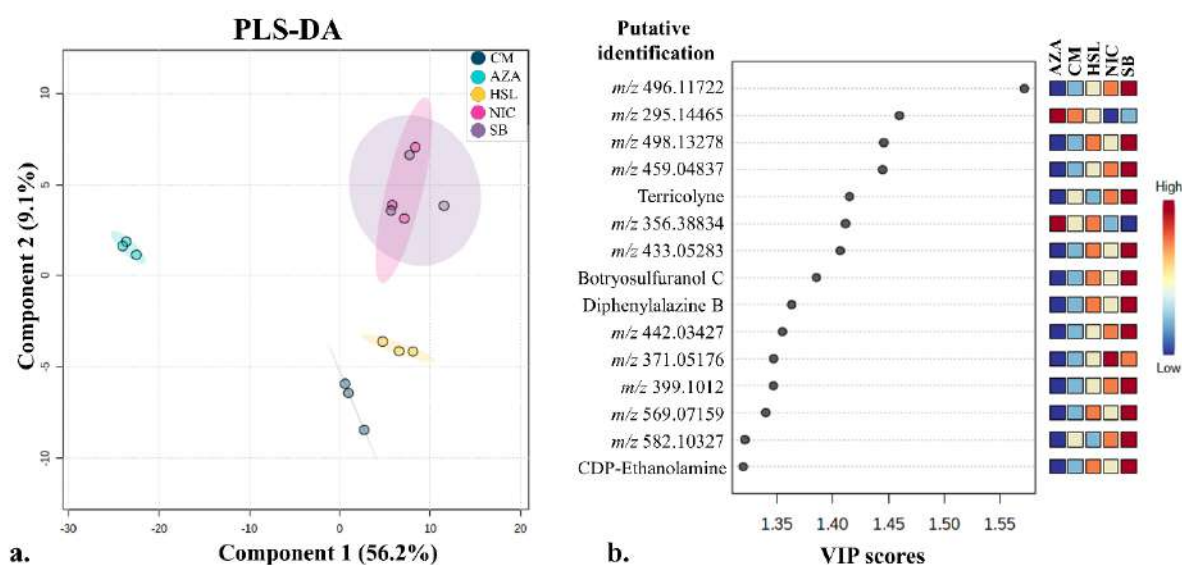 PLS-DA
CM
AZA
HSL
NIC
SB
Component 2 (9.1%)
10
5
0
-5
-10
-30
-20
-10
0
10
20
Component 1 (56.2%)
a.
Putative
identification
AZA
CM
HSL
NIC
SB
m/z 496.11722
m/z 295.14465
m/z 498.13278
m/z 459.04837
Terricolyne
m/z 356.38834
m/z 433.05283
Botryosulfuranol C
Diphenylalazine B
m/z 442.03427
m/z 371.05176
m/z 399.1012
m/z 569.07159
m/z 582.10327
CDP-Ethanolamine
High
Low
1.35
1.40
1.45
1.50
1.55
b.
VIP scores